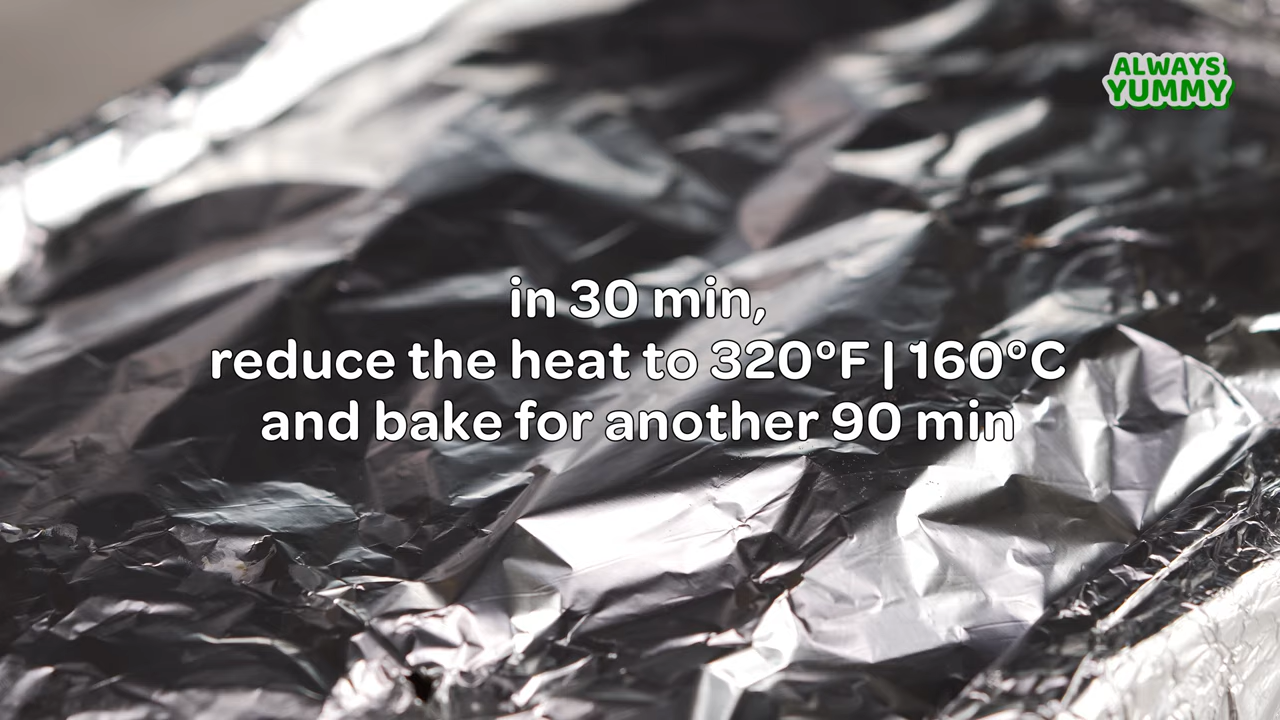 ALWAYS
YUMMY
in 30 min,
reduce the heat to 320°F | 160°C
and bake for another 90 min